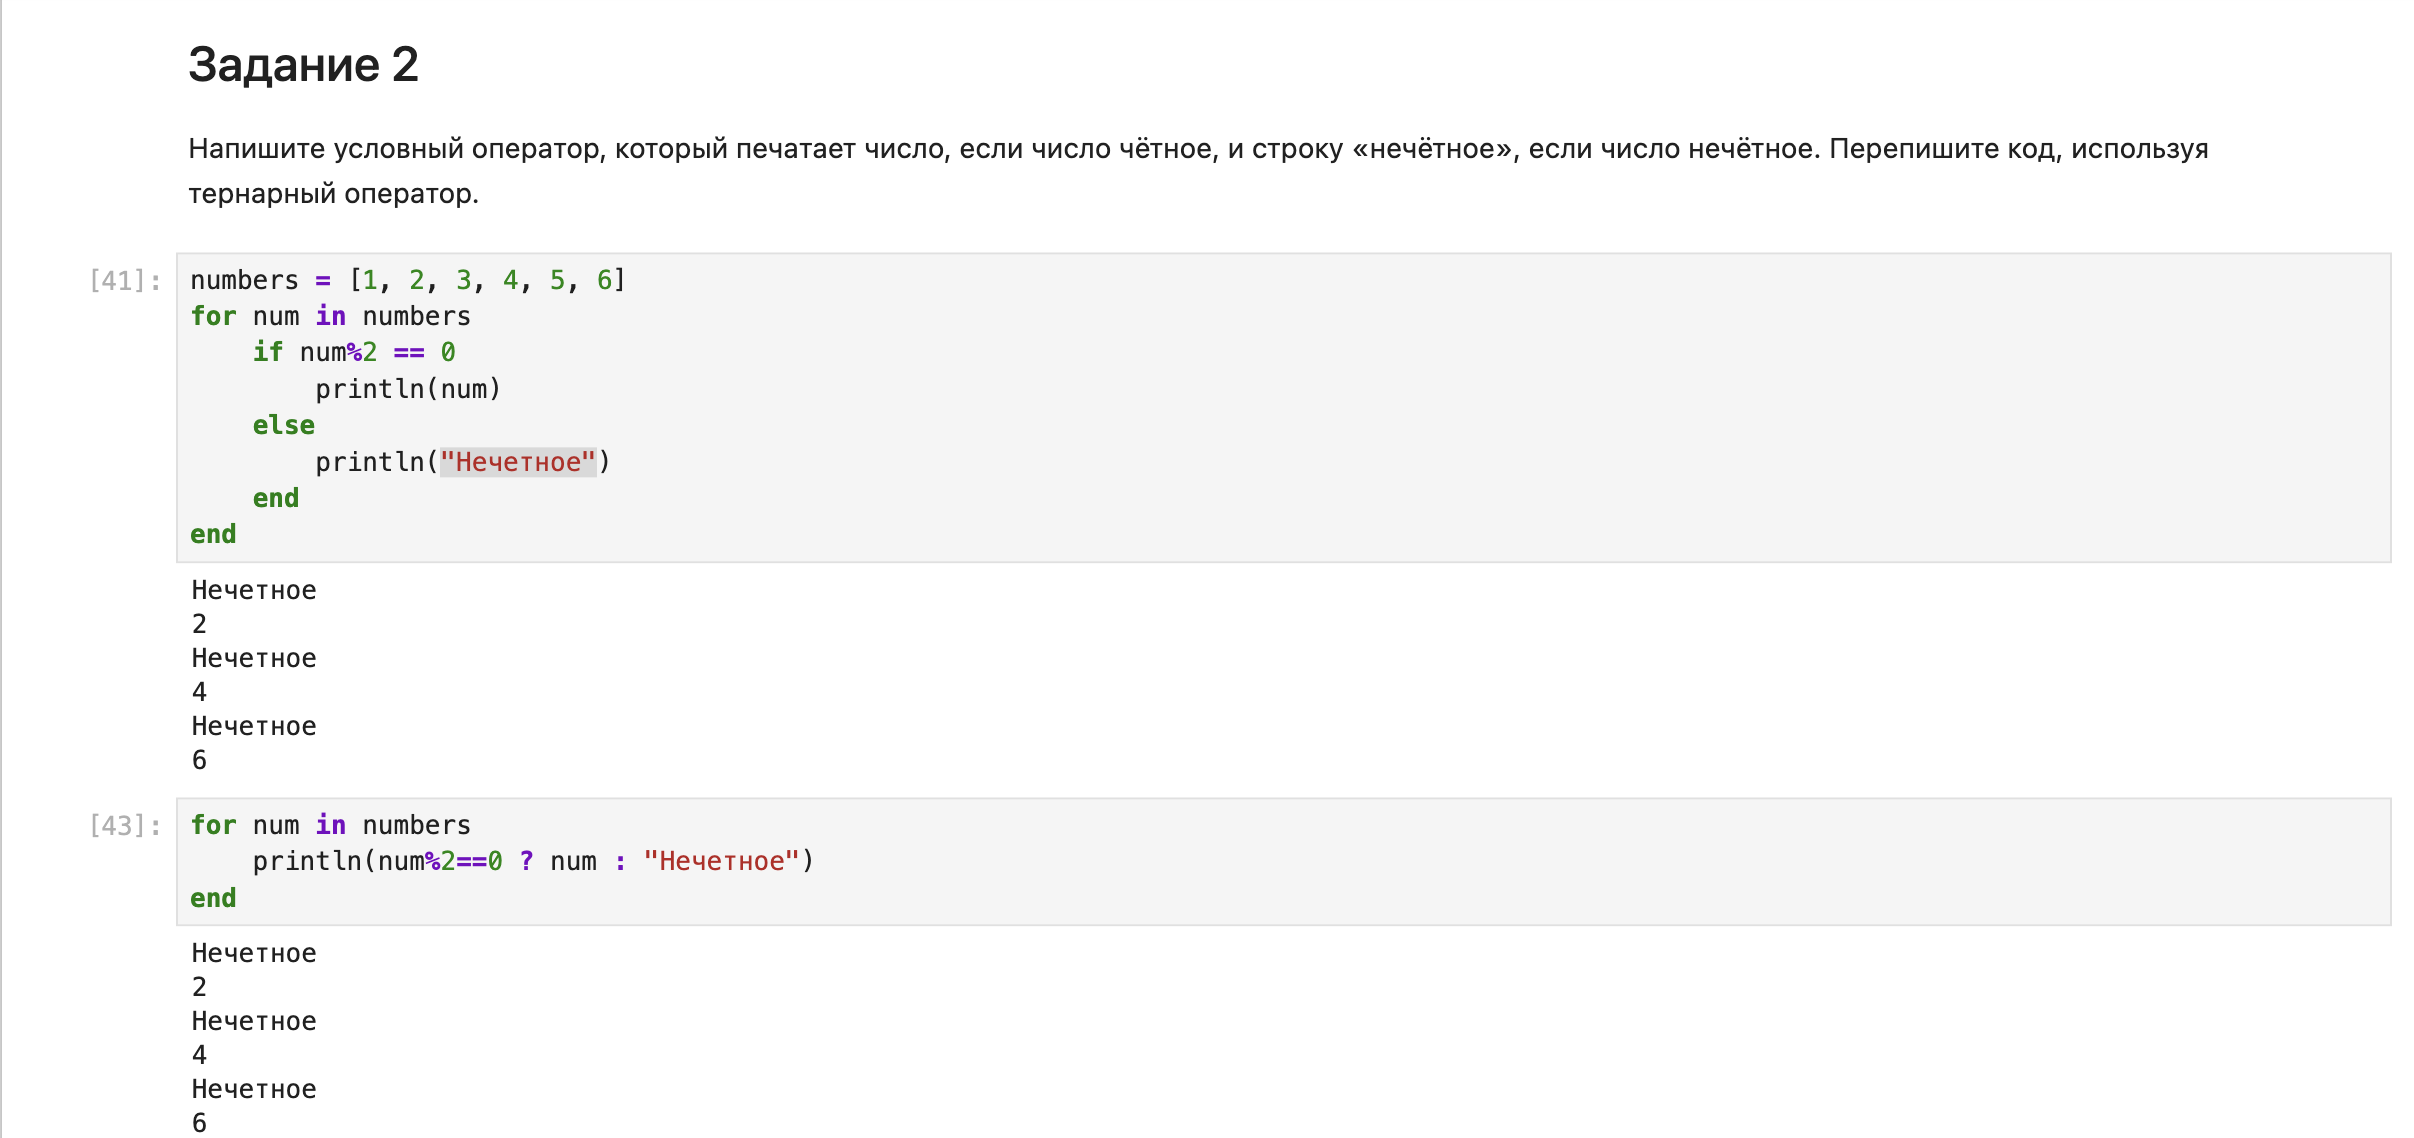 Задание 2
Напишите условный оператор, который печатает число, если число чётное, и строку «нечётное», если число нечётное. Перепишите код, используя
тернарный оператор.
[41]:
numbers = [1, 2, 3, 4, 5, 6]
for num in numbers
    if num%2 == 0
        println(num)
    else
        println("Нечетное")
    end
end
Нечетное
2
Нечетное
4
Нечетное
6
[43]:
for num in numbers
    println(num%2==0 ? num : "Нечетное")
end
Нечетное
2
Нечетное
4
Нечетное
6